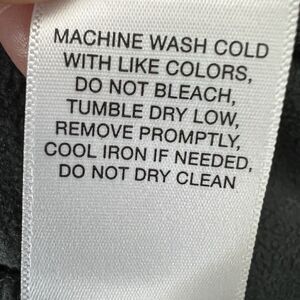 MACHINE WASH COLD
WITH LIKE COLORS,
DO NOT BLEACH,
TUMBLE DRY LOW,
REMOVE PROMPTLY,
COOL IRON IF NEEDED,
DO NOT DRY CLEAN